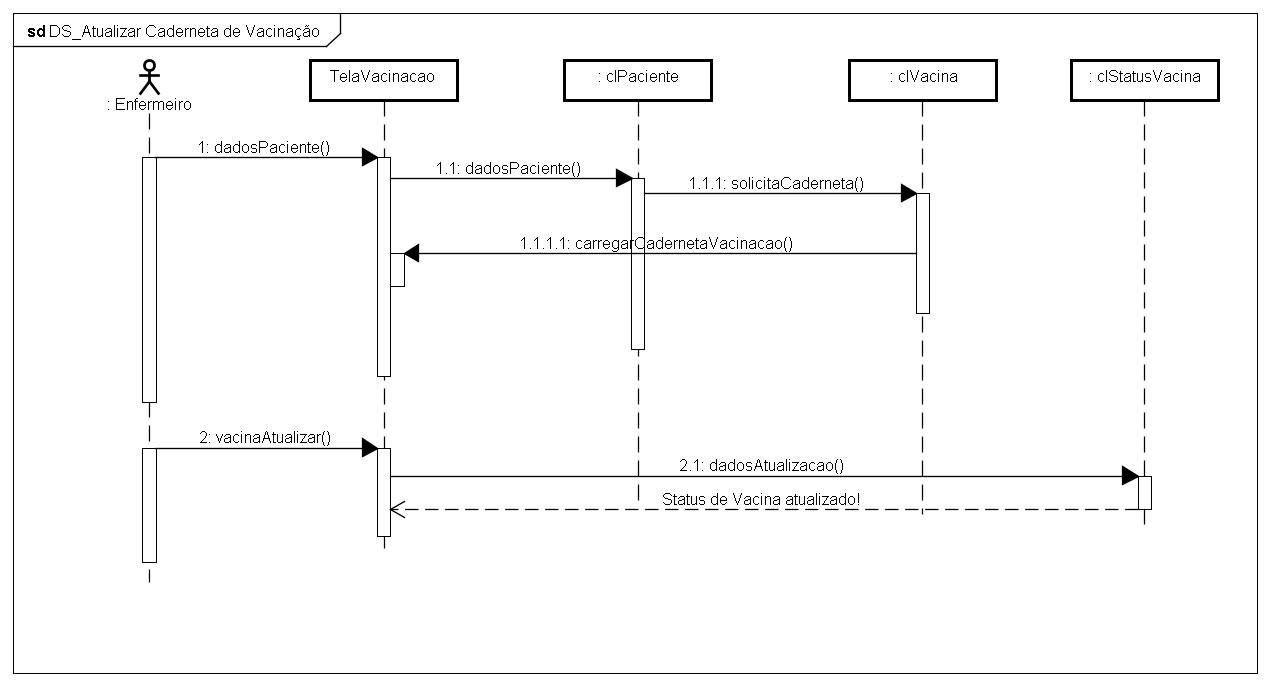 sd DS_Atualizar Caderneta de Vacinação
: Enfermeiro
TelaVacinacao
: clPaciente
: clVacina
: clStatusVacina
1: dadosPaciente()
1.1: dadosPaciente()
1.1.1: solicitaCaderneta()
1.1.1.1: carregarCadernetaVacinacao()
2: vacinaAtualizar()
2.1: dadosAtualizacao()
Status de Vacina atualizado!